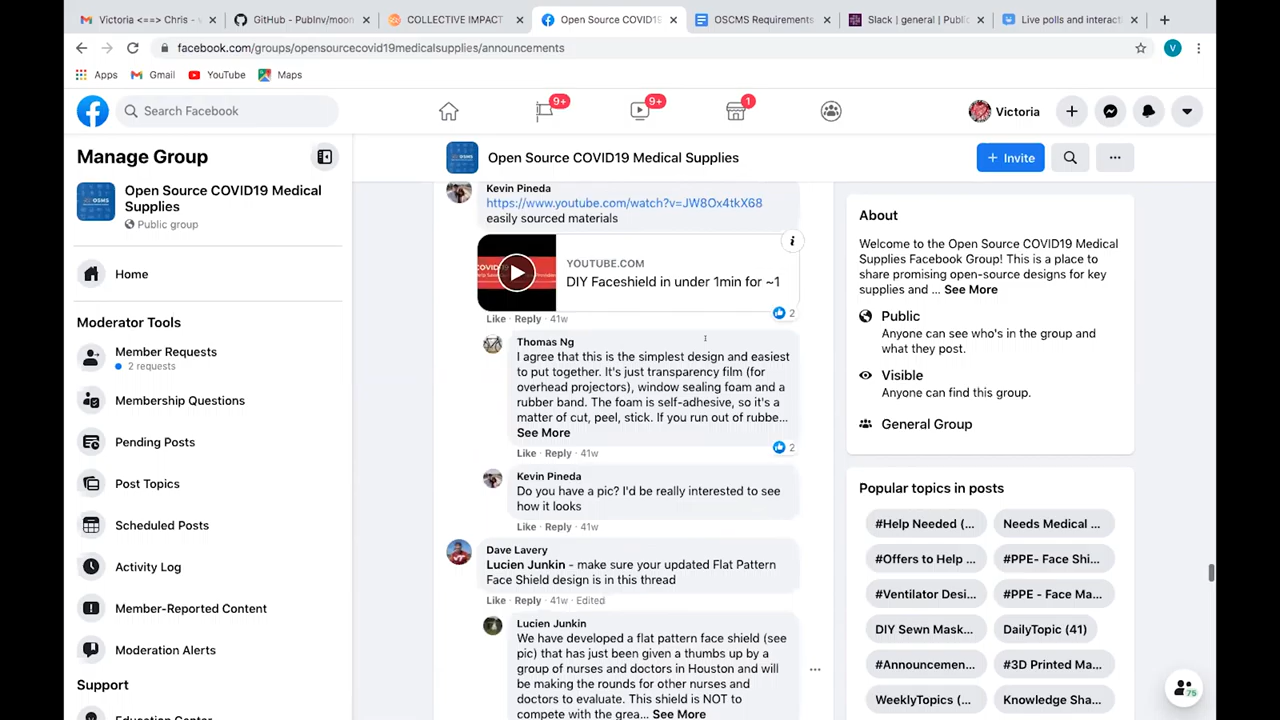 Victoria <==> Chris - v
GitHub - PubInv/moon
COLLECTIVE IMPACT
Open Source COVID19
OSCMS Requirements
Slack | general | Public
Live polls and interact
facebook.com/groups/opensourcecovid19medicalsupplies/announcements
V
Apps
Gmail
YouTube
Maps
Search Facebook
9+
9+
1
Victoria
Manage Group
Open Source COVID19 Medical
Supplies
Public group
Home
Moderator Tools
Member Requests
2 requests
Membership Questions
Pending Posts
Post Topics
Scheduled Posts
Activity Log
Member-Reported Content
Moderation Alerts
Support
Open Source COVID19 Medical Supplies
+ Invite
Kevin Pineda
https://www.youtube.com/watch?v=JW8Ox4tkX68
easily sourced materials
YOUTUBE.COM
DIY Faceshield in under 1min for ~1
Like · Reply · 41w
2
Thomas Ng
I agree that this is the simplest design and easiest
to put together. It's just transparency film (for
overhead projectors), window sealing foam and a
rubber band. The foam is self-adhesive, so it's a
matter of cut, peel, stick. If you run out of rubbe...
See More
Like · Reply · 41w
2
Kevin Pineda
Do you have a pic? I'd be really interested to see
how it looks
Like · Reply · 41w
Dave Lavery
Lucien Junkin - make sure your updated Flat Pattern
Face Shield design is in this thread
Like · Reply · 41w · Edited
Lucien Junkin
We have developed a flat pattern face shield (see
pic) that has just been given a thumbs up by a
group of nurses and doctors in Houston and will
be making the rounds for other nurses and
doctors to evaluate. This shield is NOT to
compete with the grea... See More
About
Welcome to the Open Source COVID19 Medical
Supplies Facebook Group! This is a place to
share promising open-source designs for key
supplies and ... See More
Public
Anyone can see who's in the group and
what they post.
Visible
Anyone can find this group.
General Group
Popular topics in posts
#Help Needed (...
Needs Medical ...
#Offers to Help ...
#PPE- Face Shi...
#Ventilator Desi...
#PPE - Face Ma...
DIY Sewn Mask...
DailyTopic (41)
#Announcemen...
#3D Printed Ma...
WeeklyTopics (...
Knowledge Sha...
75